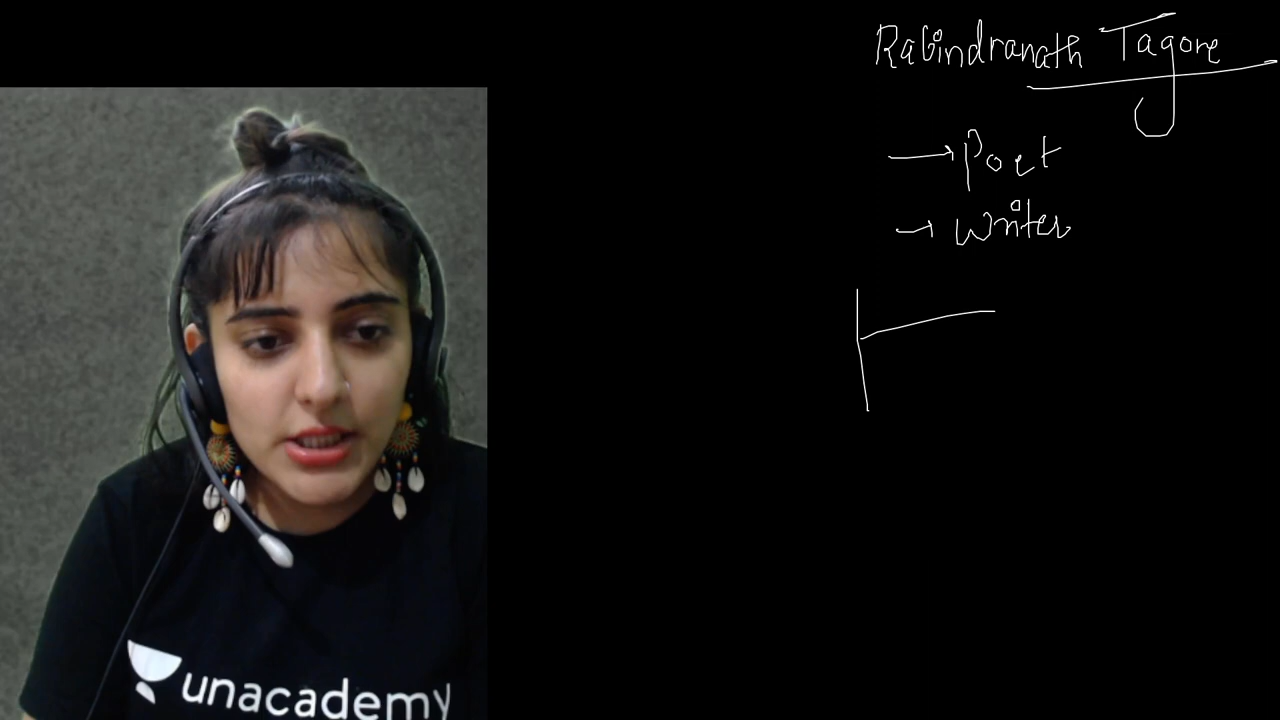 Rabindranath Tagore
→ Poet
→ Writer
unacademy